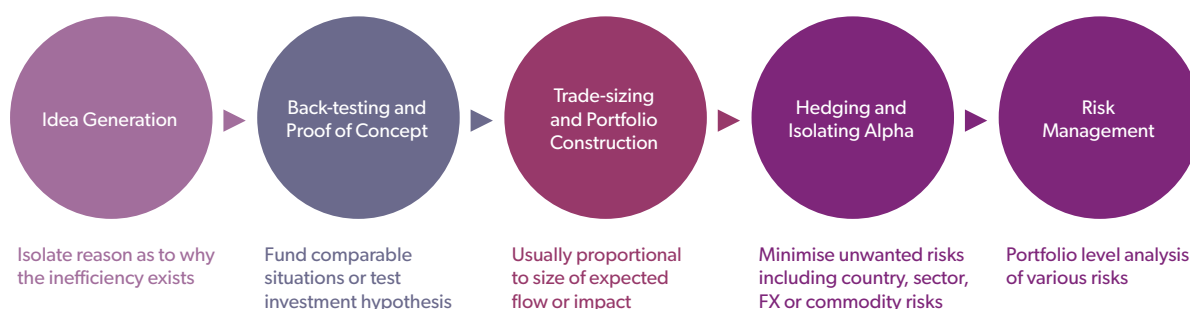 Idea Generation
Back-testing and
Proof of Concept
Trade-sizing
and Portfolio
Construction
Hedging and
Isolating Alpha
Risk
Management
Isolate reason as to why
the inefficiency exists
Fund comparable
situations or test
investment hypothesis
Usually proportional
to size of expected
flow or impact
Minimise unwanted risks
including country, sector,
FX or commodity risks
Portfolio level analysis
of various risks